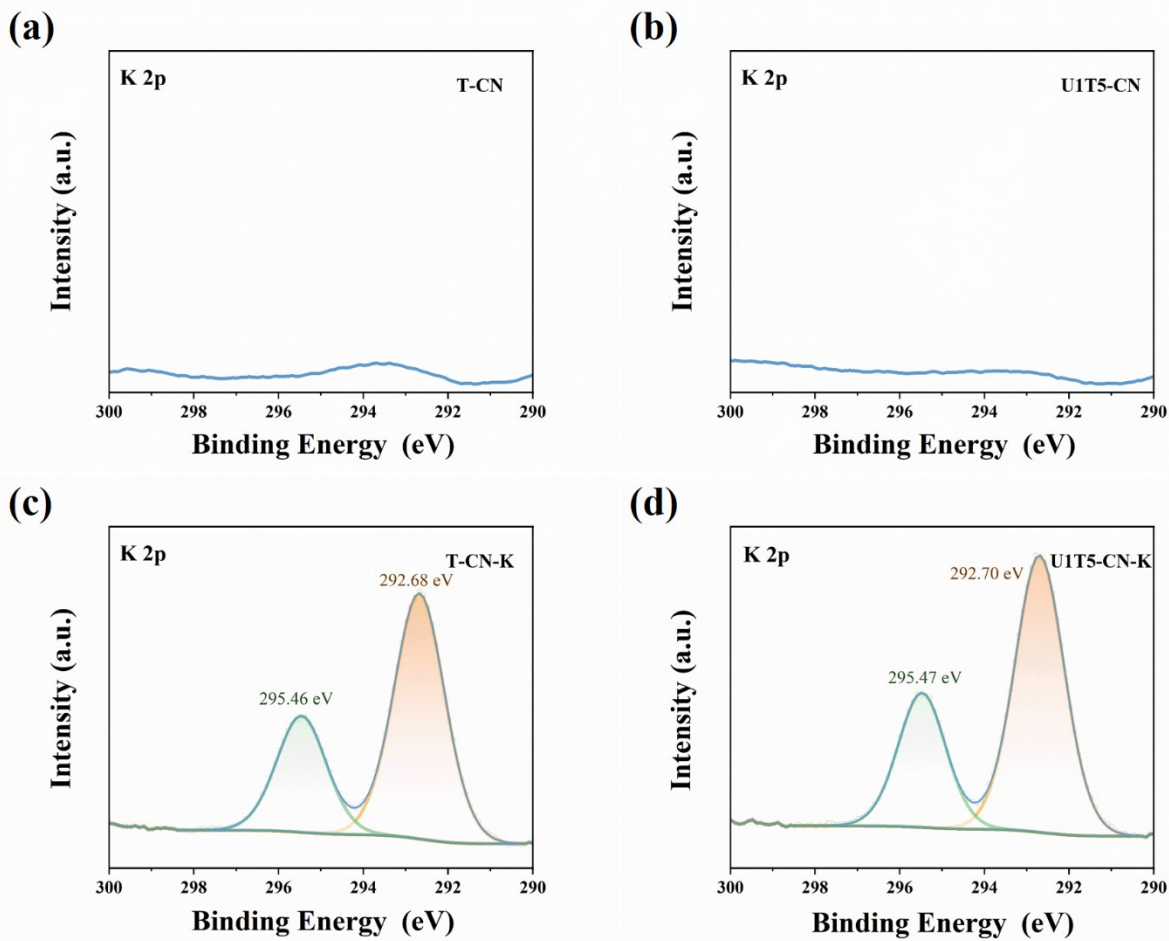 (a)
K 2p
T-CN
Intensity (a.u.)
300 298 296 294 292 290
Binding Energy (eV)
(b)
K 2p
U1T5-CN
Intensity (a.u.)
300 298 296 294 292 290
Binding Energy (eV)
(c)
K 2p
T-CN-K
292.68 eV
295.46 eV
Intensity (a.u.)
300 298 296 294 292 290
Binding Energy (eV)
(d)
K 2p
U1T5-CN-K
292.70 eV
295.47 eV
Intensity (a.u.)
300 298 296 294 292 290
Binding Energy (eV)